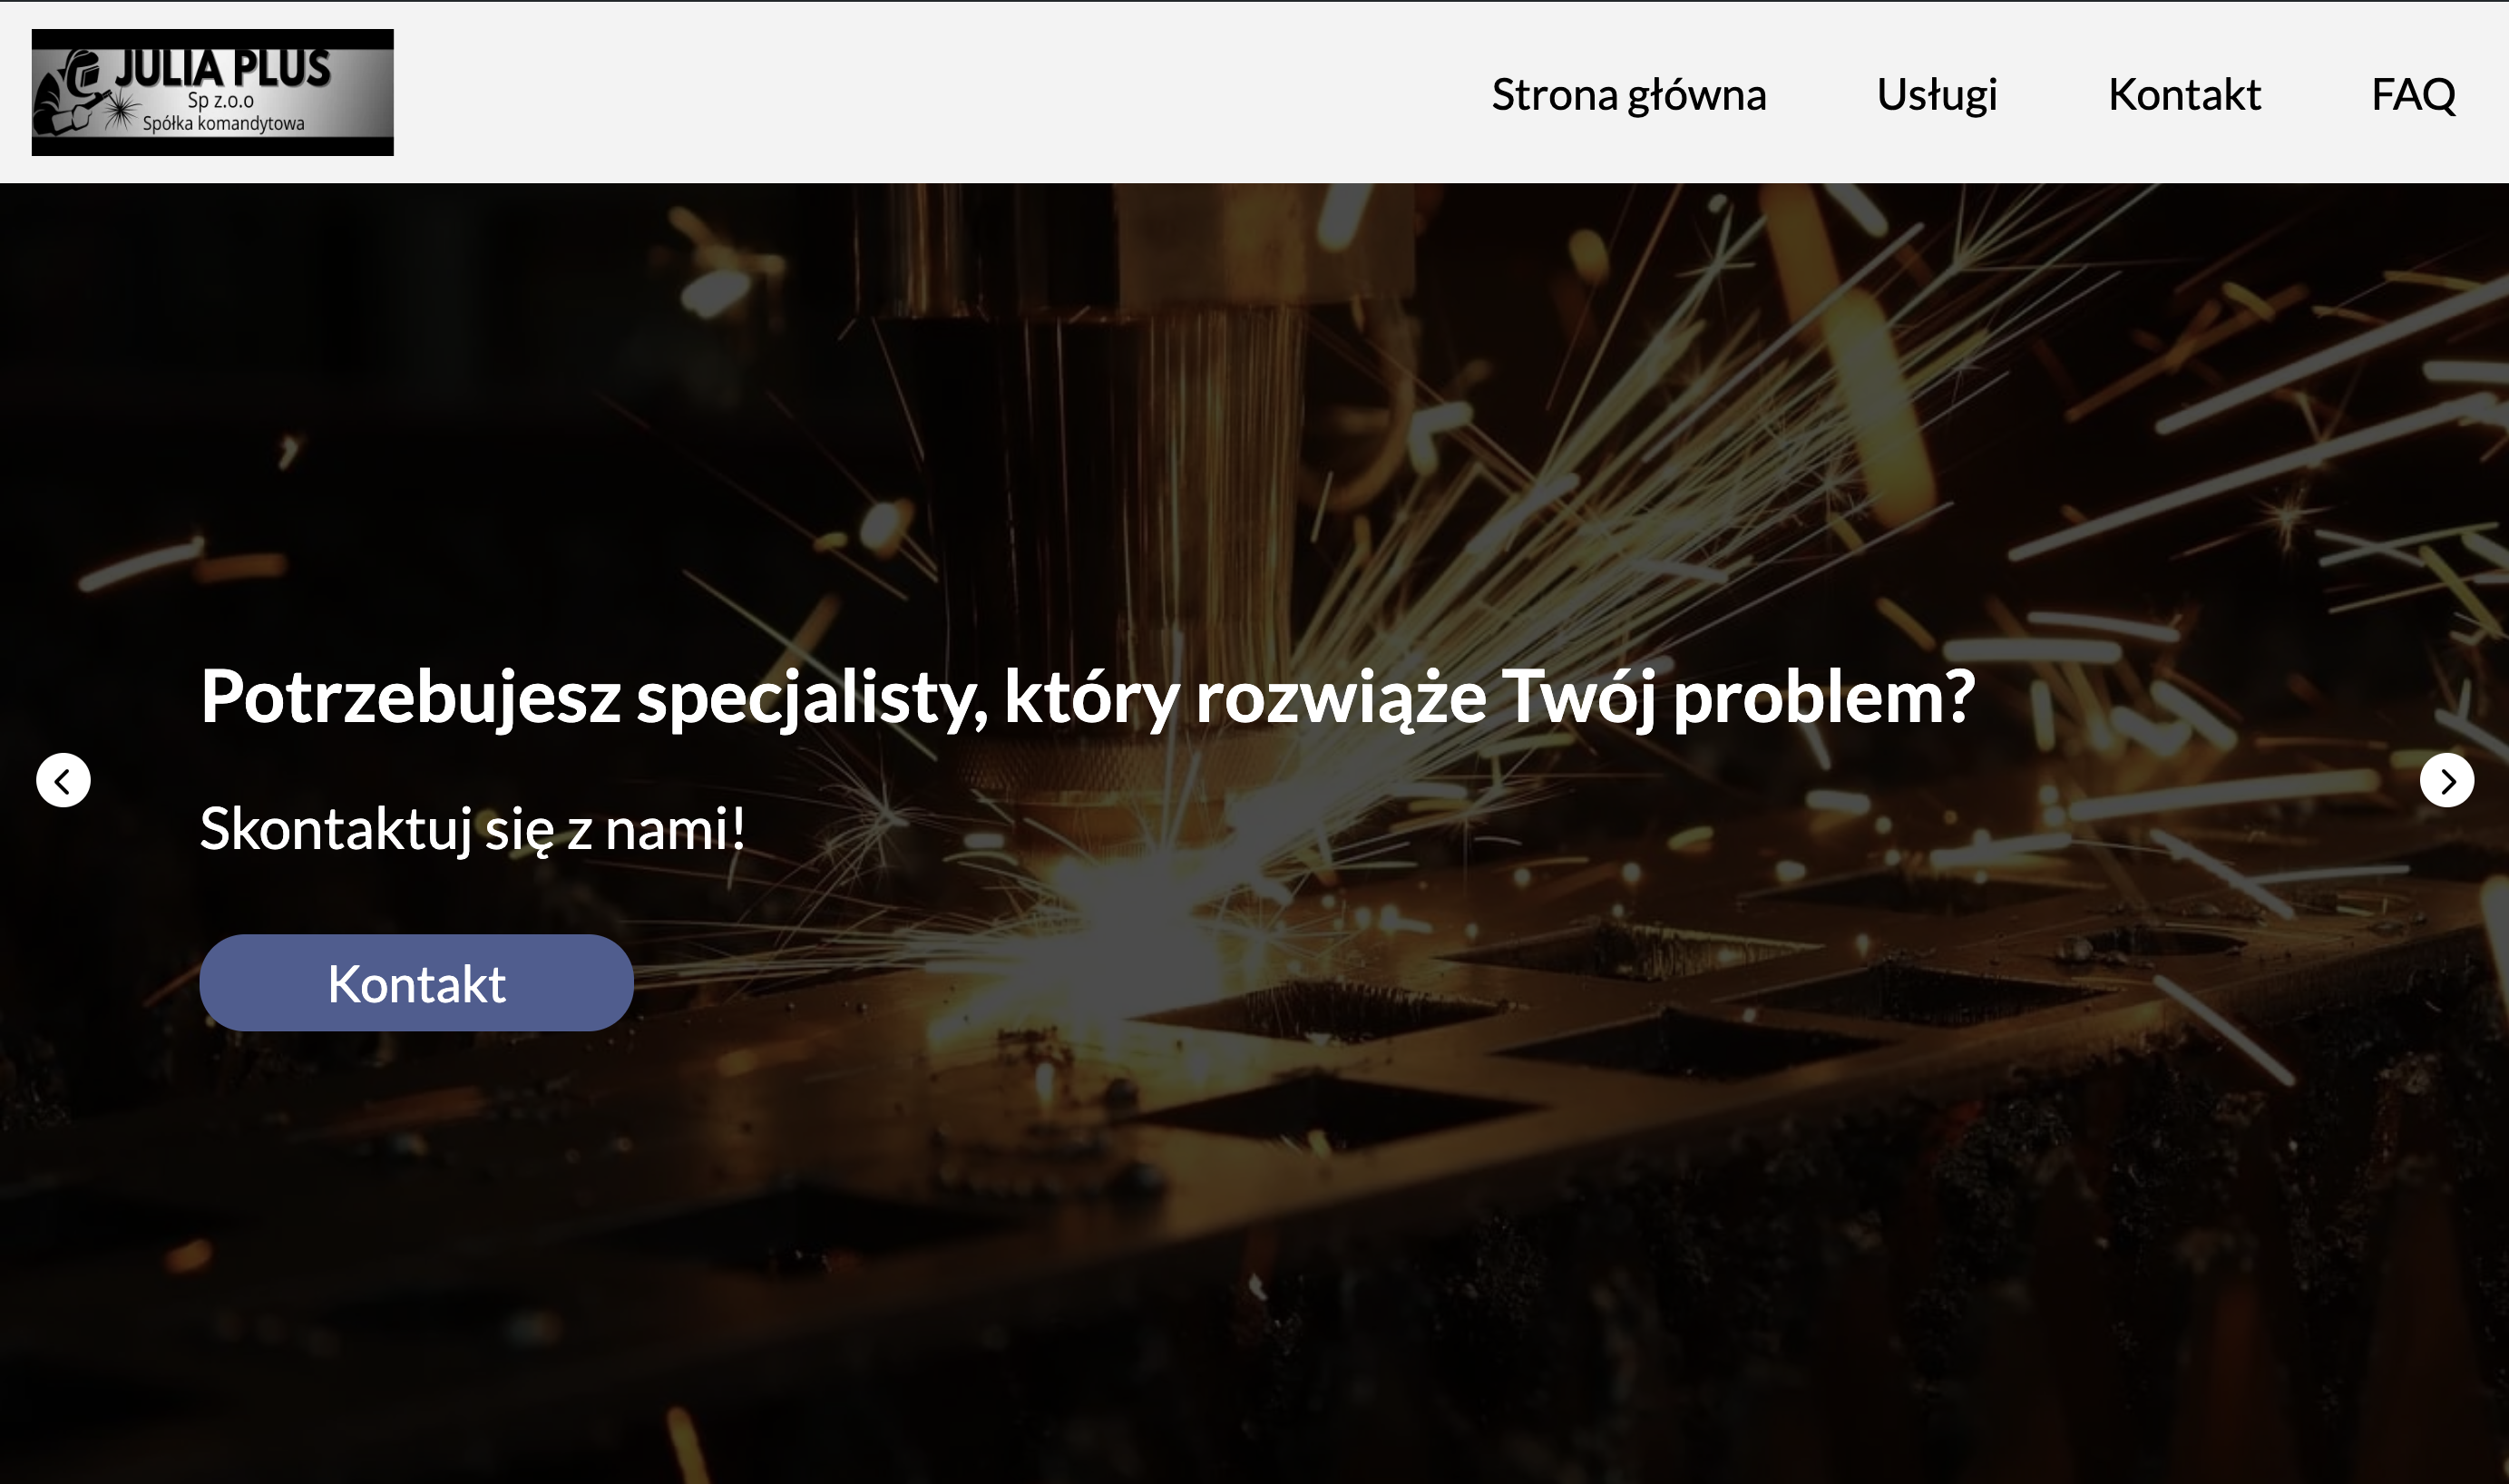 JULIA PLUS
Sp z.o.o
Spółka komandytowa
Strona główna
Usługi
Kontakt
FAQ
Potrzebujesz specjalisty, który rozwiąże Twój problem?
Skontaktuj się z nami!
Kontakt